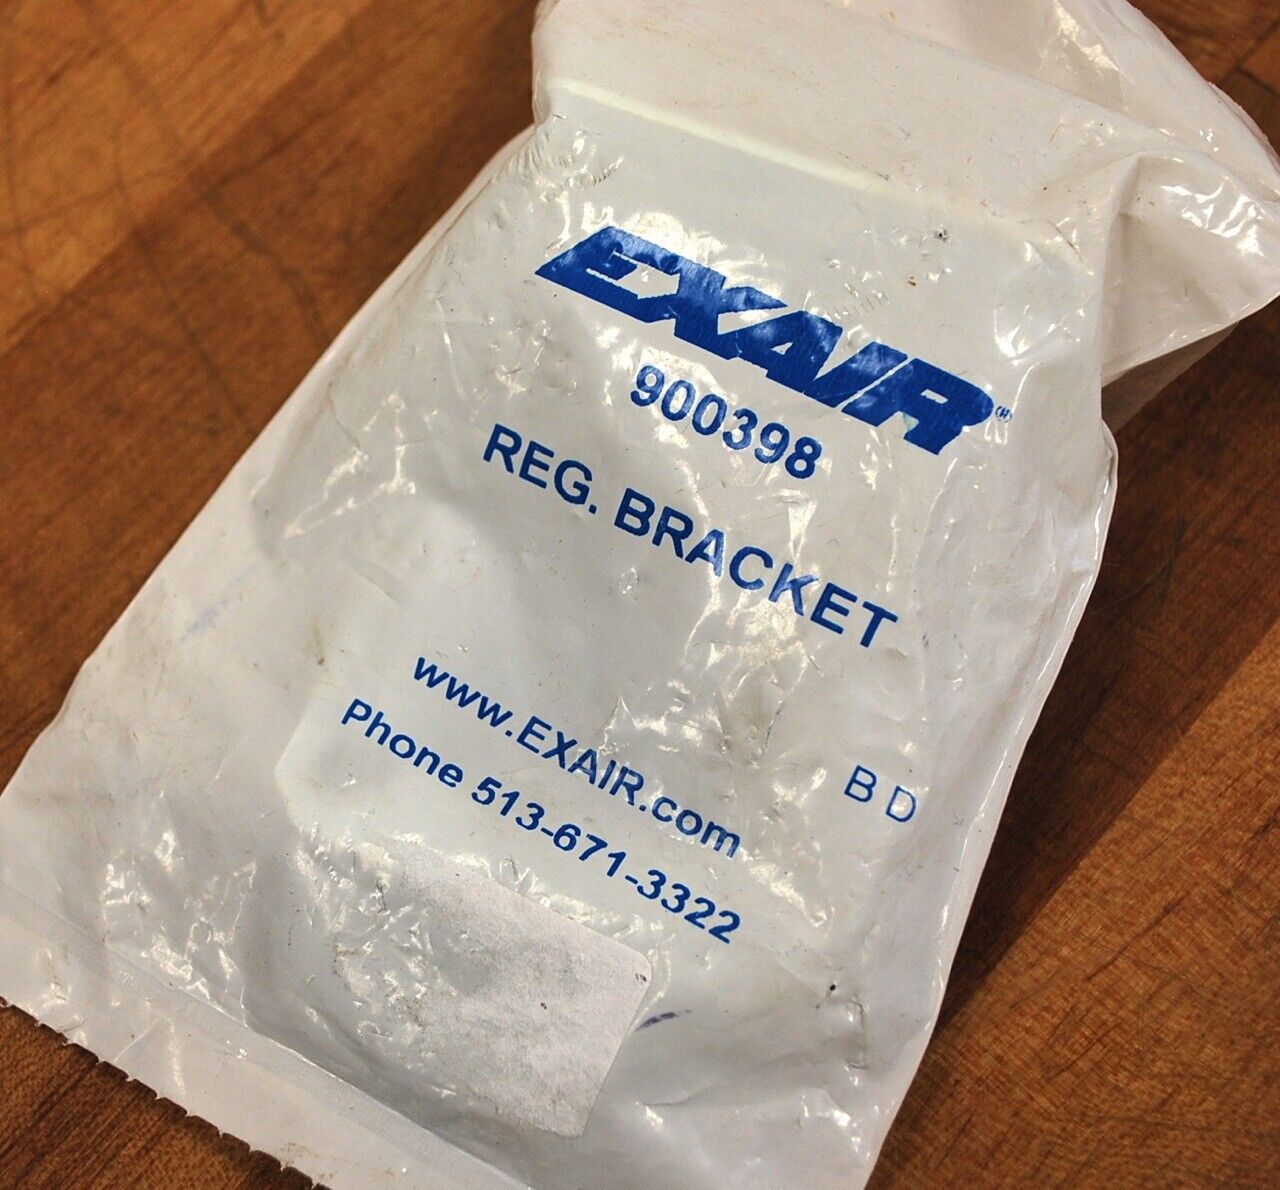 EXAIR
900398
REG. BRACKET
www.EXAIR.com
Phone 513-671-3322
B D